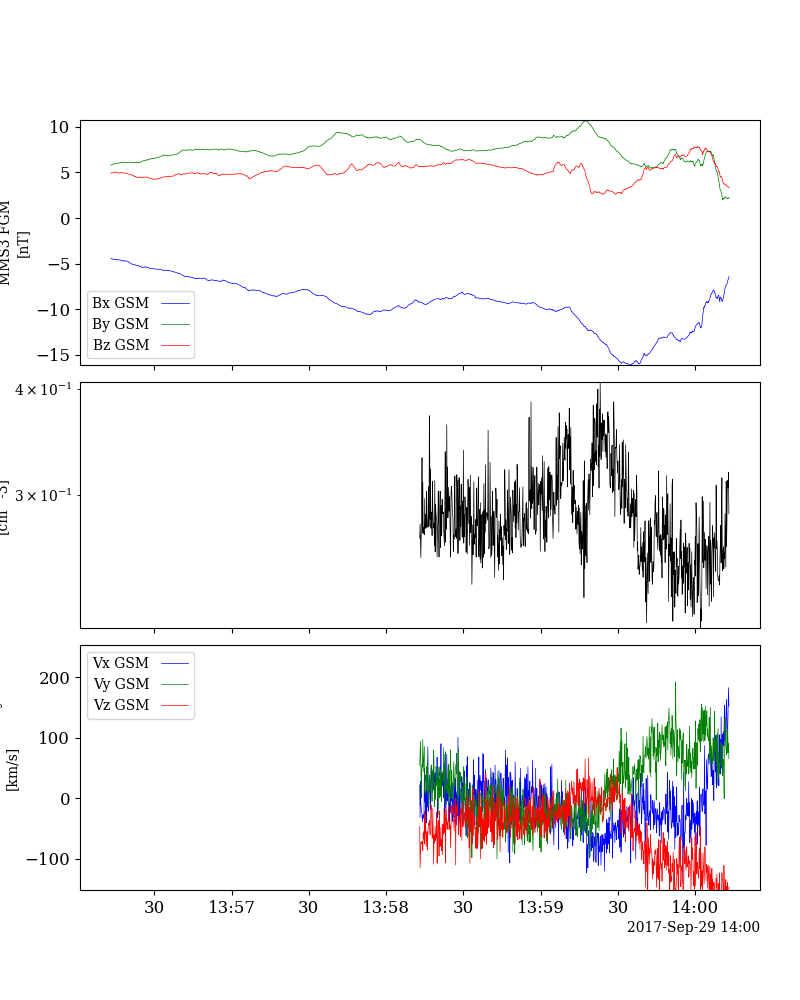 10
5
0
−5
−10
−15
MMS3 FGM
[nT]
Bx GSM
By GSM
Bz GSM
4 × 10⁻¹
3 × 10⁻¹
200
100
0
−100
[km/s]
Vx GSM
Vy GSM
Vz GSM
30 13:57 30 13:58 30 13:59 30 14:00
2017-Sep-29 14:00